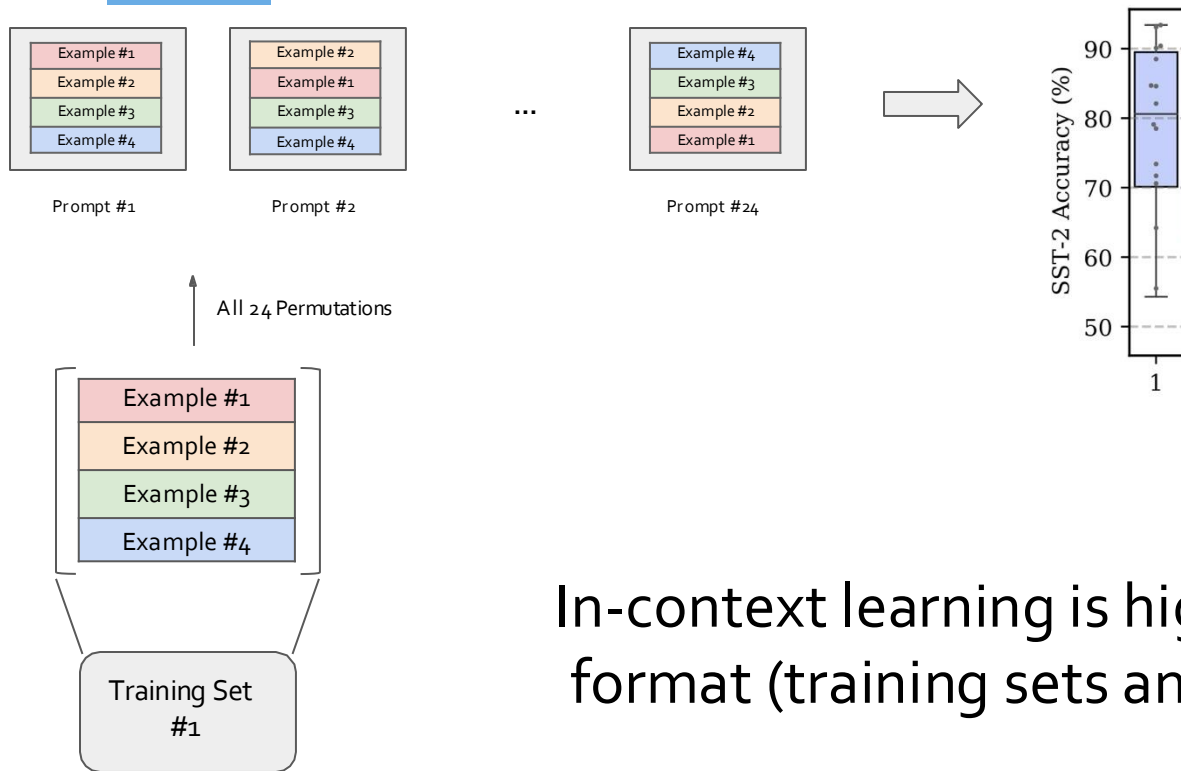 Example #1
Example #2
Example #3
Example #4
Prompt #1
Example #2
Example #1
Example #3
Example #4
Prompt #2
...
Example #4
Example #3
Example #2
Example #1
Prompt #24
SST-2 Accuracy (%)
90
80
70
60
50
1
All 24 Permutations
Example #1
Example #2
Example #3
Example #4
Training Set
#1
In-context learning is hig
format (training sets an